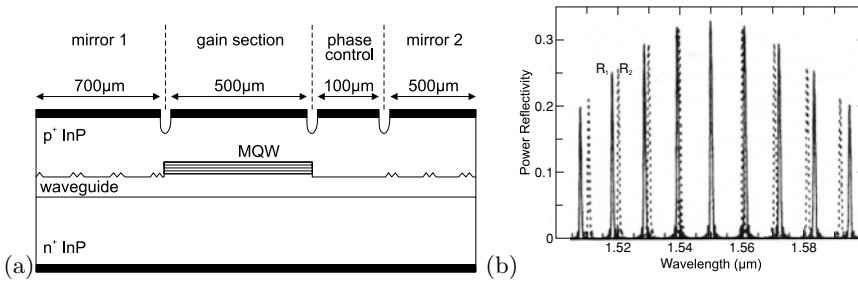 mirror 1 gain section phase control mirror 2
700μm 500μm 100μm 500μm
p+ InP
MQW
waveguide
n+ InP
(a)
Power Reflectivity
0.3
0.2
0.1
0
R1 R2
1.52 1.54 1.56 1.58
Wavelength (μm)
(b)